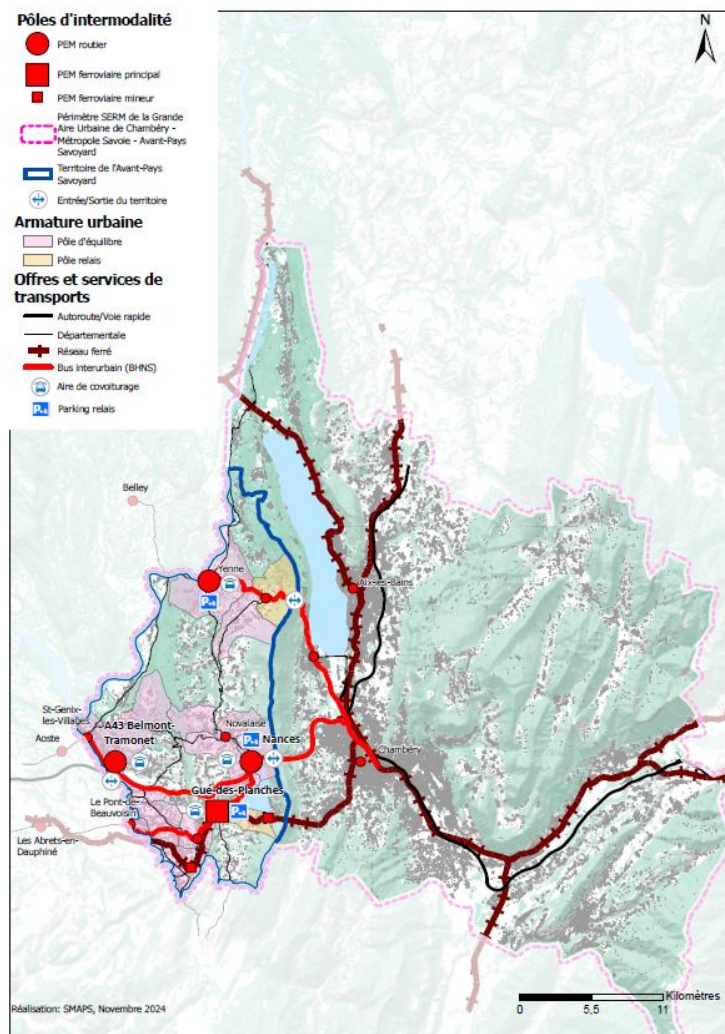 Pôles d'intermodalité
PEM routier
PEM ferroviaire principal
PEM ferroviaire mineur
Périmètre SERM de la Grande
Aire Urbaine de Chambéry -
Métropole Savoie - Avant-Pays
Savoyard
Territoire de l'Avant-Pays
Savoyard
Entrée/Sortie du territoire
Armature urbaine
Pôle d'équilibre
Pôle relais
Offres et services de
transports
Autoroute/Voie rapide
Départementale
Réseau ferré
Bus interurbain (BHNS)
Aire de covoiturage
P+R
Parking relais
N
Belley
Yenne
P+R
Aix-les-Bains
St-Genix-
les-Villages
Aoste
A43 Belmont-
Tramonet
Novalaise
P+R
Nances
Chambéry
Gué-des-Planches
P+R
Le Pont-de-
Beauvoisin
Les Abrets-en-
Dauphiné
Réalisation: SMAPS, Novembre 2024
Kilomètres
0 5,5 11